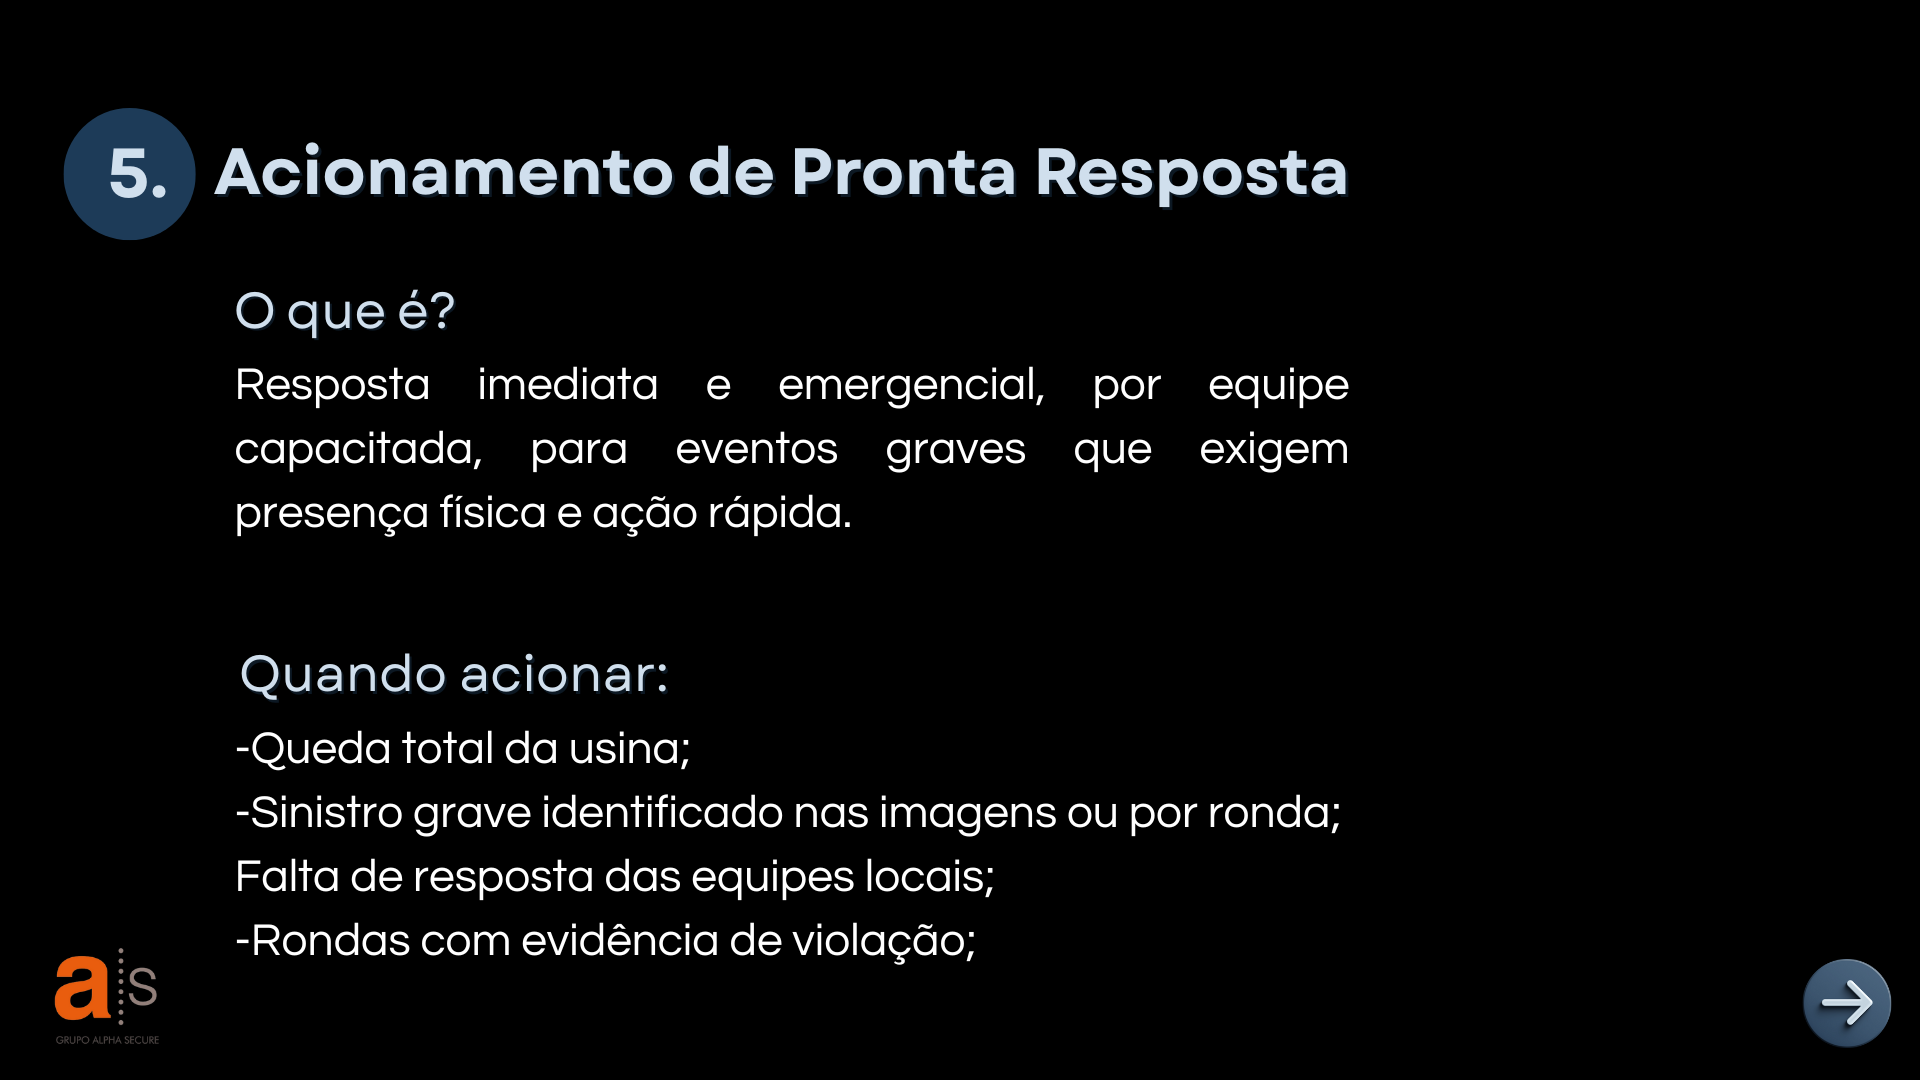 5. Acionamento de Pronta Resposta
O que é?
Resposta imediata e emergencial, por equipe
capacitada, para eventos graves que exigem
presença física e ação rápida.
Quando acionar:
-Queda total da usina;
-Sinistro grave identificado nas imagens ou por ronda;
Falta de resposta das equipes locais;
-Rondas com evidência de violação;
a s
GRUPO ALPHA SECURE